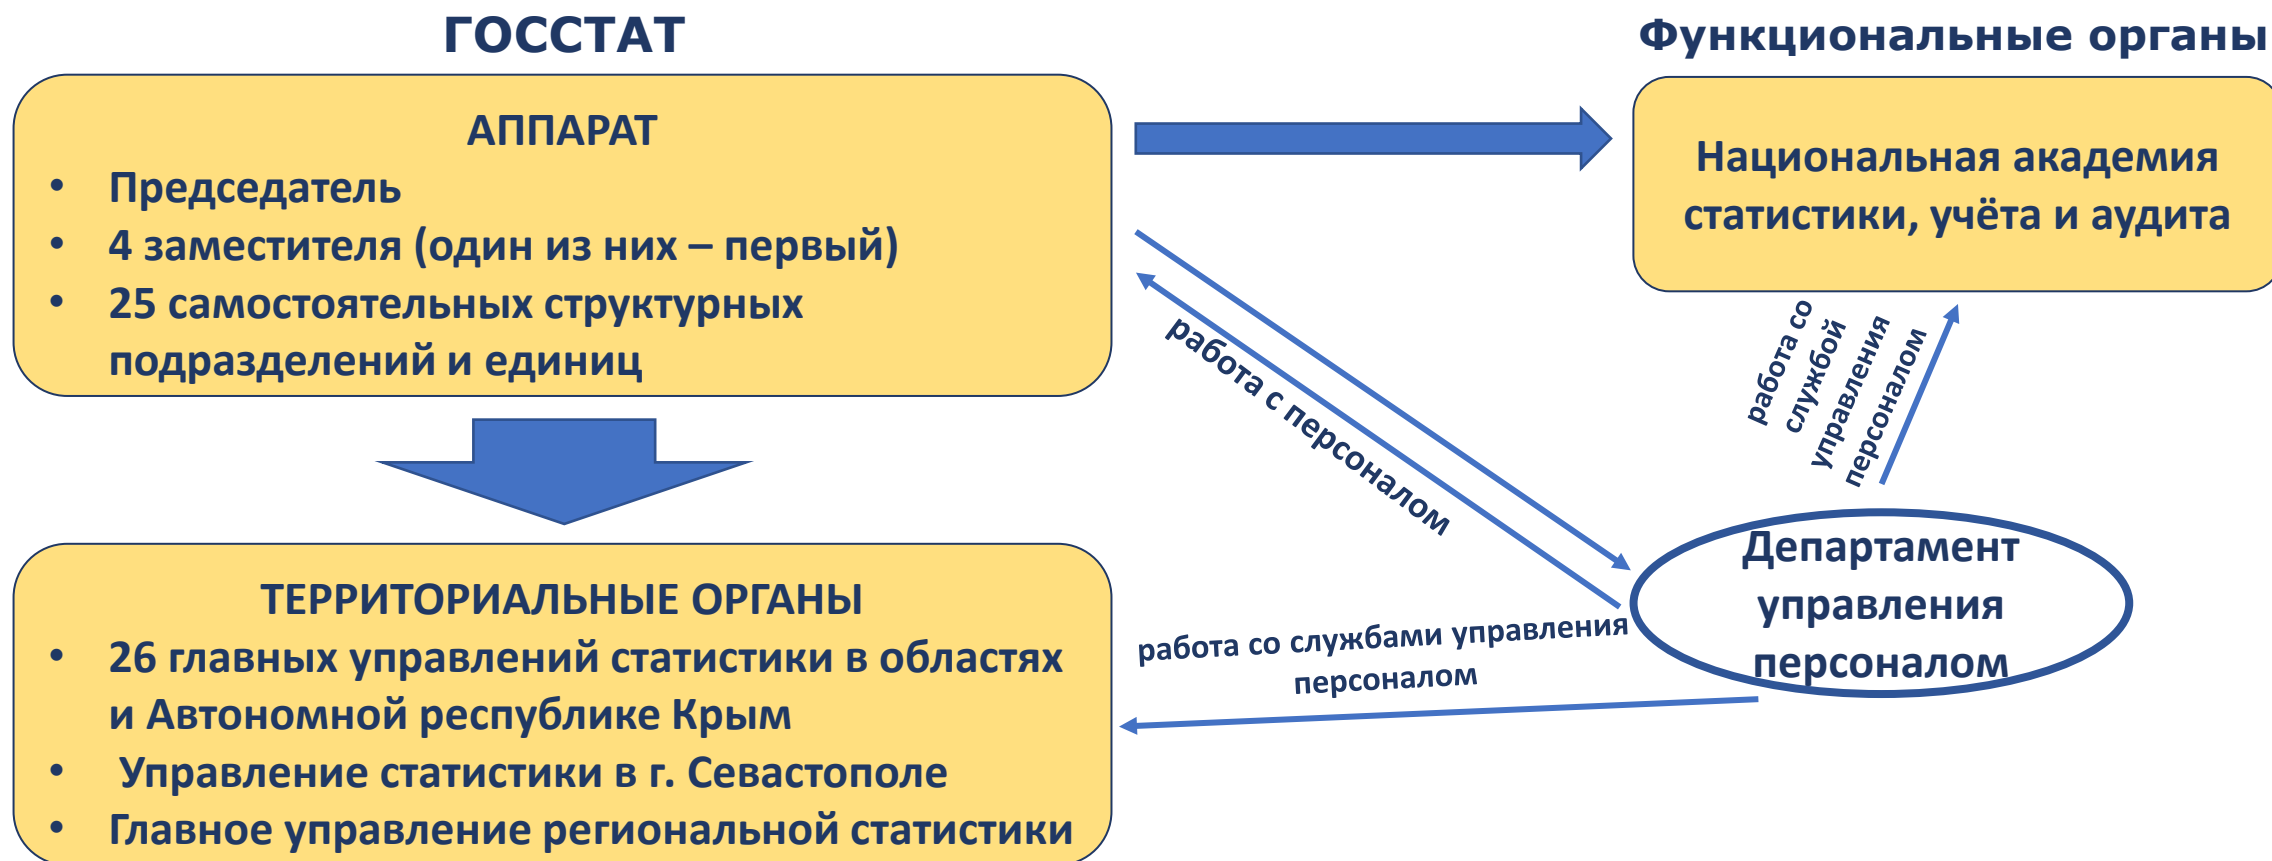 ГОССТАТ
АППАРАТ
• Председатель
• 4 заместителя (один из них – первый)
• 25 самостоятельных структурных
подразделений и единиц
ТЕРРИТОРИАЛЬНЫЕ ОРГАНЫ
• 26 главных управлений статистики в областях
и Автономной республике Крым
• Управление статистики в г. Севастополе
• Главное управление региональной статистики
работа с персоналом
работа со службами управления
персоналом
Функциональные органы
Национальная академия
статистики, учёта и аудита
работа со
службой
управления
персоналом
Департамент
управления
персоналом